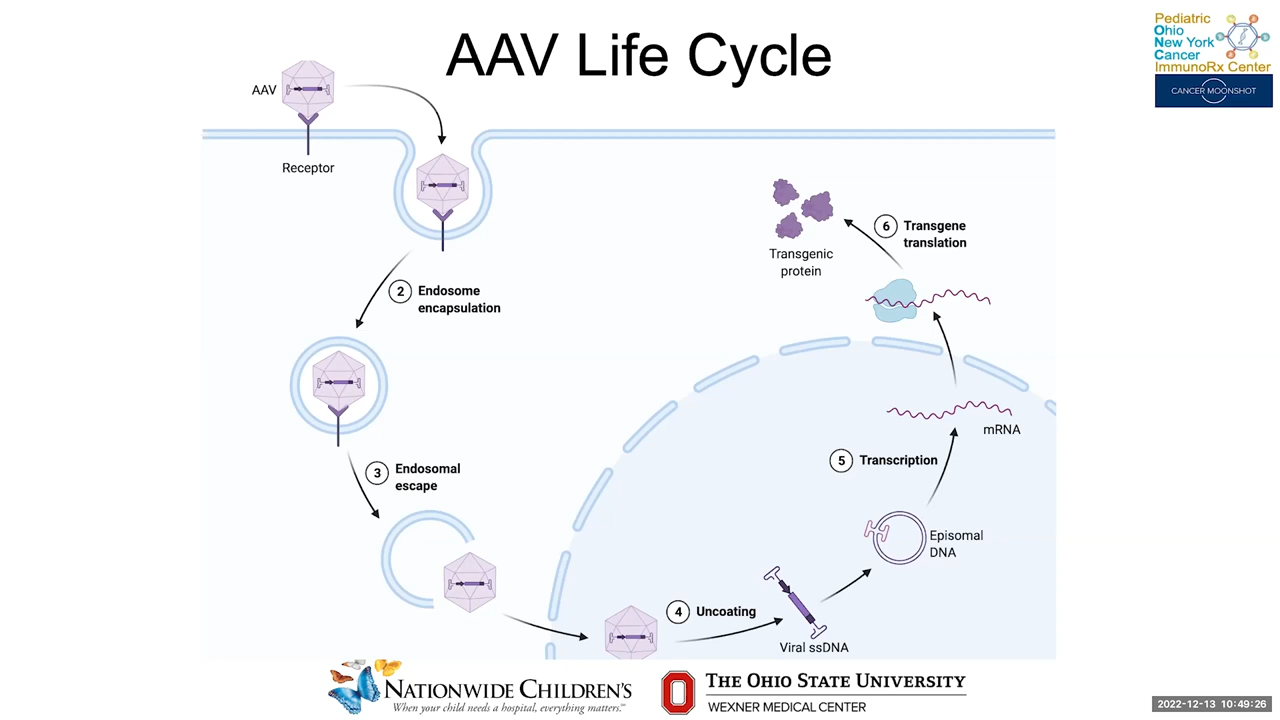 AAV Life Cycle
Pediatric
Ohio
New York
Cancer
ImmunoRx Center
CANCER MOONSHOT
AAV
Receptor
2 Endosome
encapsulation
3 Endosomal
escape
4 Uncoating
Viral ssDNA
Episomal
DNA
5 Transcription
mRNA
6 Transgene
translation
Transgenic
protein
NATIONWIDE CHILDREN'S
When your child needs a hospital, everything matters.℠
THE OHIO STATE UNIVERSITY
WEXNER MEDICAL CENTER
2022-12-13 10:49:26